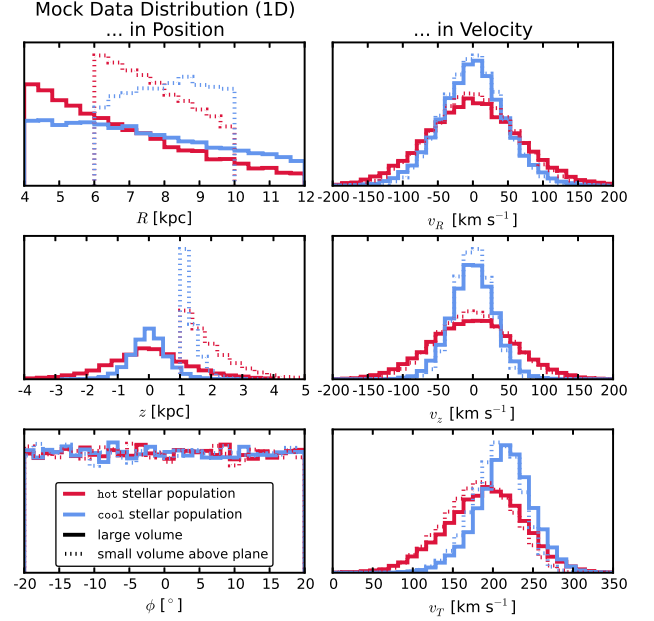 Mock Data Distribution (1D)
... in Position
... in Velocity
4 5 6 7 8 9 10 11 12
R [kpc]
-200 -150 -100 -50 0 50 100 150 200
v_R [km s⁻¹]
-4 -3 -2 -1 0 1 2 3 4 5
z [kpc]
-200 -150 -100 -50 0 50 100 150 200
v_z [km s⁻¹]
hot stellar population
cool stellar population
large volume
small volume above plane
-20 -15 -10 -5 0 5 10 15 20
ϕ [°]
0 50 100 150 200 250 300 350
v_T [km s⁻¹]